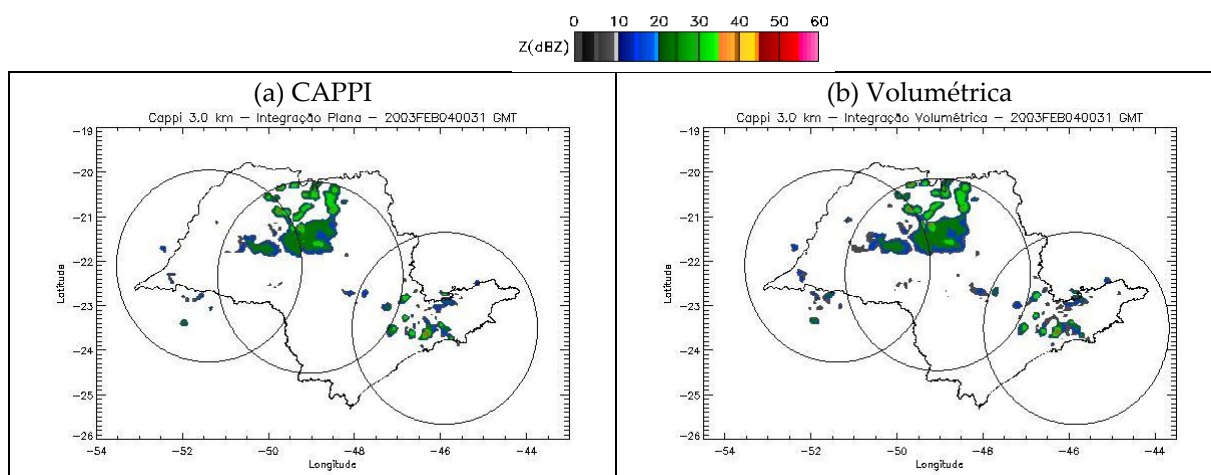 0 10 20 30 40 50 60
Z(dBZ)
(a) CAPPI
Cappi 3.0 km — Integração Plana — 2003FEB040031 GMT
-19
-20
-21
-22
-23
-24
-25
-26
Latitude
-54 -52 -50 -48 -46 -44
Longitude
(b) Volumétrica
Cappi 3.0 km — Integração Volumétrica — 2003FEB040031 GMT
-19
-20
-21
-22
-23
-24
-25
-26
Latitude
-54 -52 -50 -48 -46 -44
Longitude